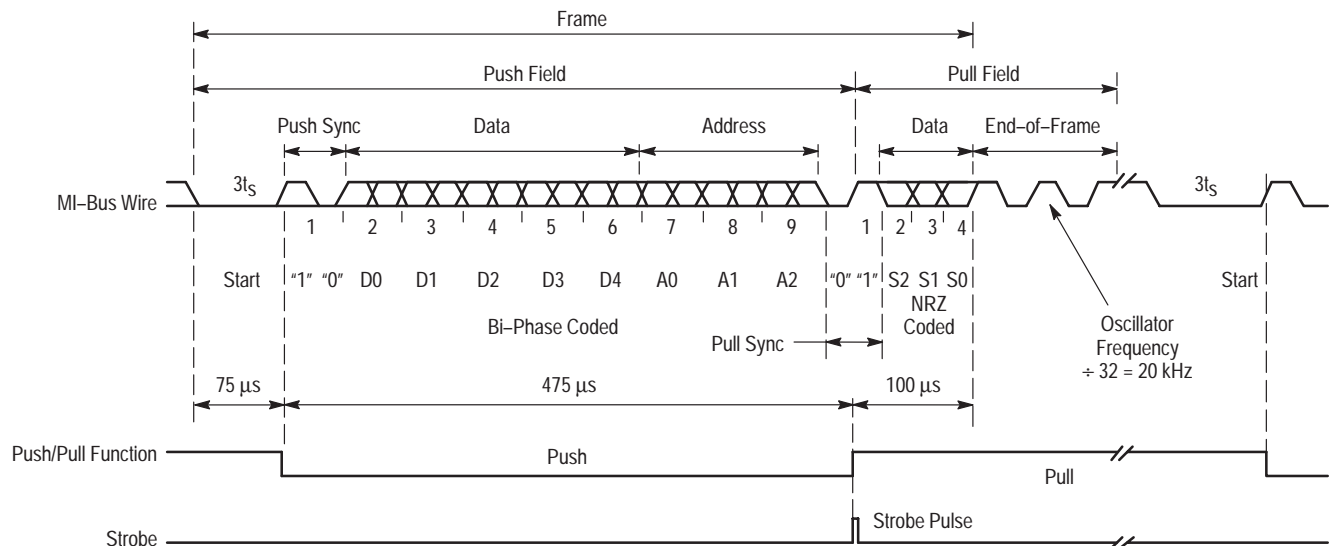 Frame
Push Field
Pull Field
Push Sync
Data
Address
Data
End–of–Frame
MI–Bus Wire
3tS
3tS
1 2 3 4 5 6 7 8 9 1 2 3 4
Start "1" "0" D0 D1 D2 D3 D4 A0 A1 A2 "0" "1" S2 S1 S0
Start
Bi–Phase Coded
NRZ
Coded
Pull Sync
Oscillator
Frequency
÷ 32 = 20 kHz
75 µs
475 µs
100 µs
Push/Pull Function
Push
Pull
Strobe
Strobe Pulse